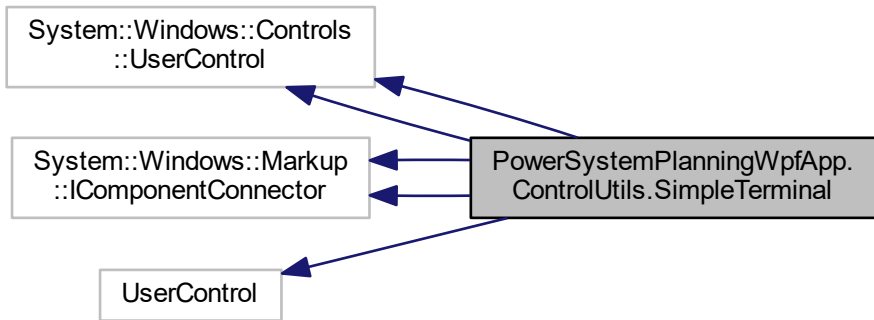 System::Windows::Controls
::UserControl
System::Windows::Markup
::IComponentConnector
PowerSystemPlanningWpfApp.
ControlUtils.SimpleTerminal
UserControl